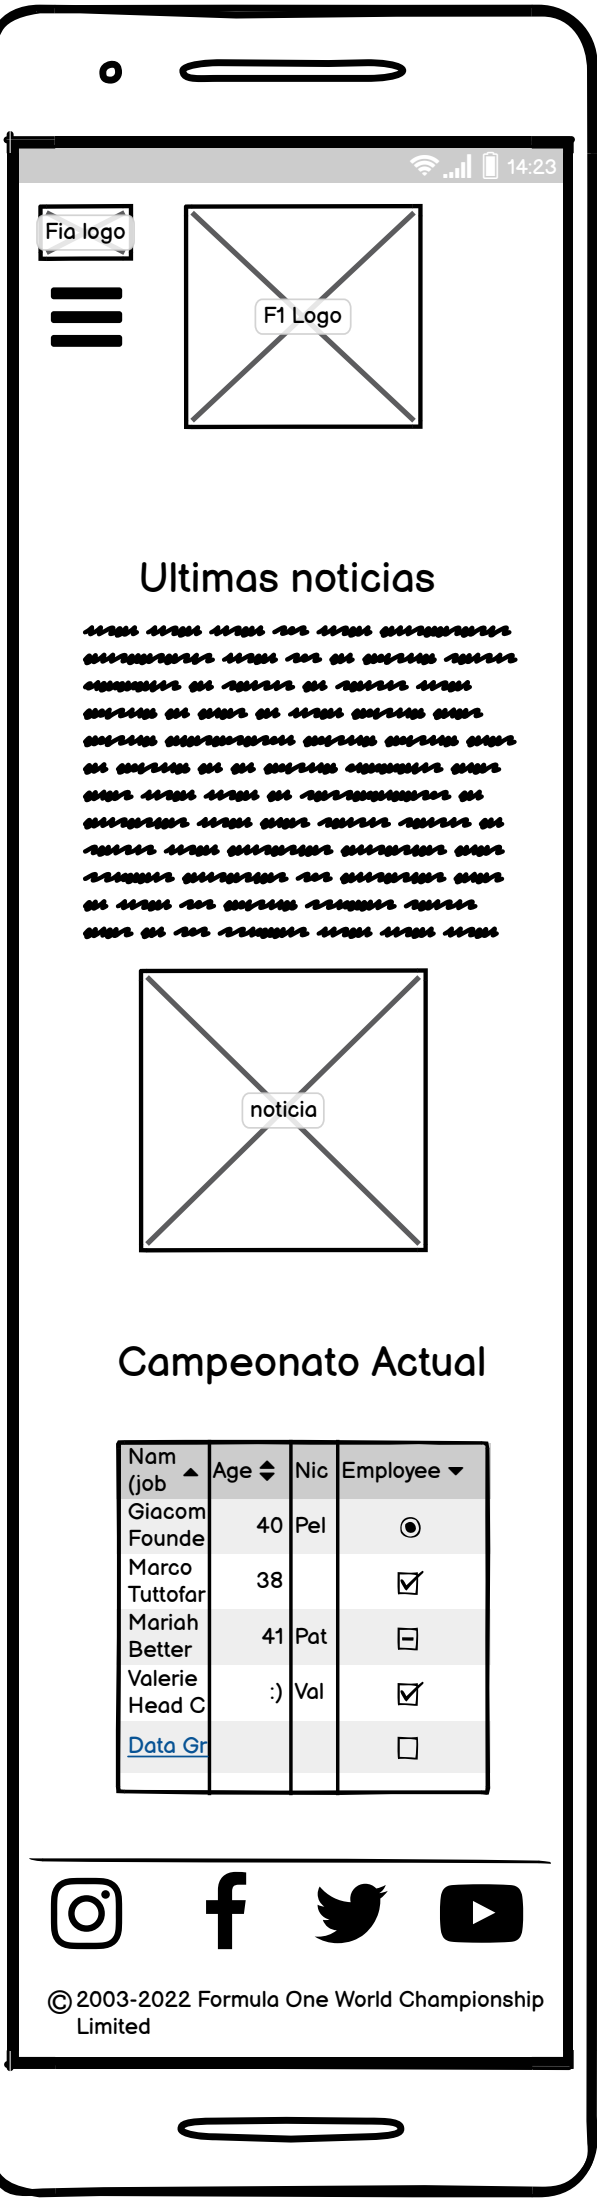 14:23
Fia logo
F1 Logo
Ultimas noticias
noticia
Campeonato Actual
Nam
(job
Age
Nic
Employee
Giacom
Founde
40
Pel
Marco
Tuttofar
38
Mariah
Better
41
Pat
Valerie
Head C
:)
Val
Data Gr
© 2003-2022 Formula One World Championship
Limited